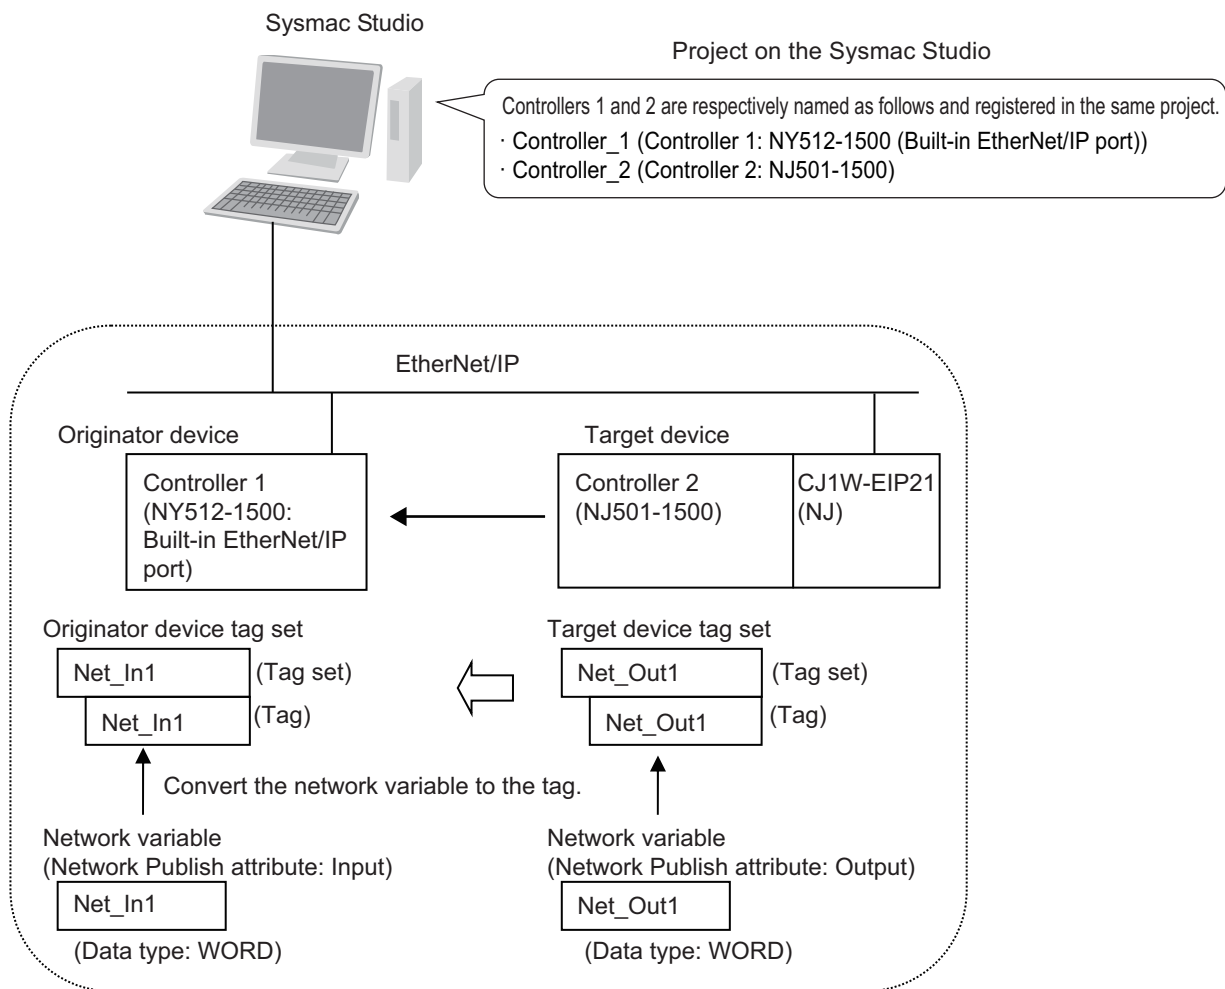 Sysmac Studio
Project on the Sysmac Studio
Controllers 1 and 2 are respectively named as follows and registered in the same project.
· Controller_1 (Controller 1: NY512-1500 (Built-in EtherNet/IP port))
· Controller_2 (Controller 2: NJ501-1500)
EtherNet/IP
Originator device
Target device
Controller 1
(NY512-1500:
Built-in EtherNet/IP
port)
Controller 2
(NJ501-1500)
CJ1W-EIP21
(NJ)
Originator device tag set
Net_In1
(Tag set)
Net_In1
(Tag)
Target device tag set
Net_Out1
(Tag set)
Net_Out1
(Tag)
Convert the network variable to the tag.
Network variable
(Network Publish attribute: Input)
Net_In1
(Data type: WORD)
Network variable
(Network Publish attribute: Output)
Net_Out1
(Data type: WORD)